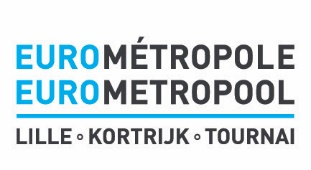 EUROMÉTROPOLE
EUROMETROPOOL
LILLE ∘ KORTRIJK ∘ TOURNAI